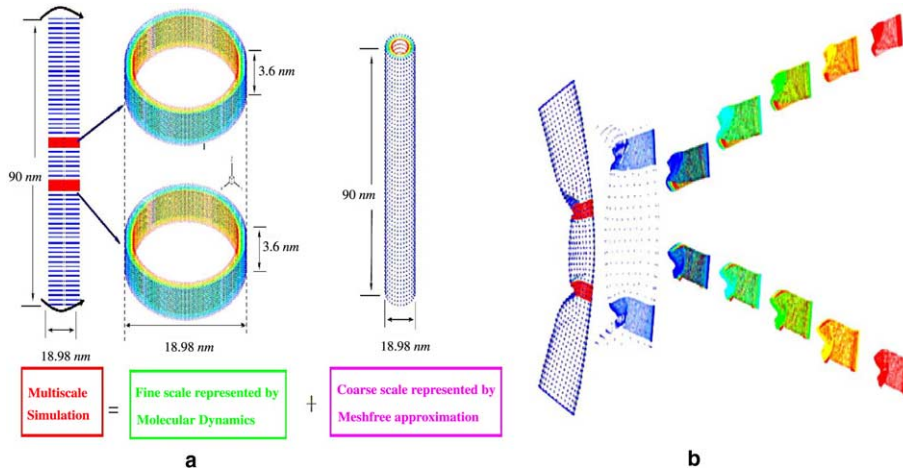 3.6 nm
90 nm
90 nm
3.6 nm
18.98 nm
18.98 nm
18.98 nm
Multiscale
Simulation
=
Fine scale represented by
Molecular Dynamics
+
Coarse scale represented by
Meshfree approximation
a
b